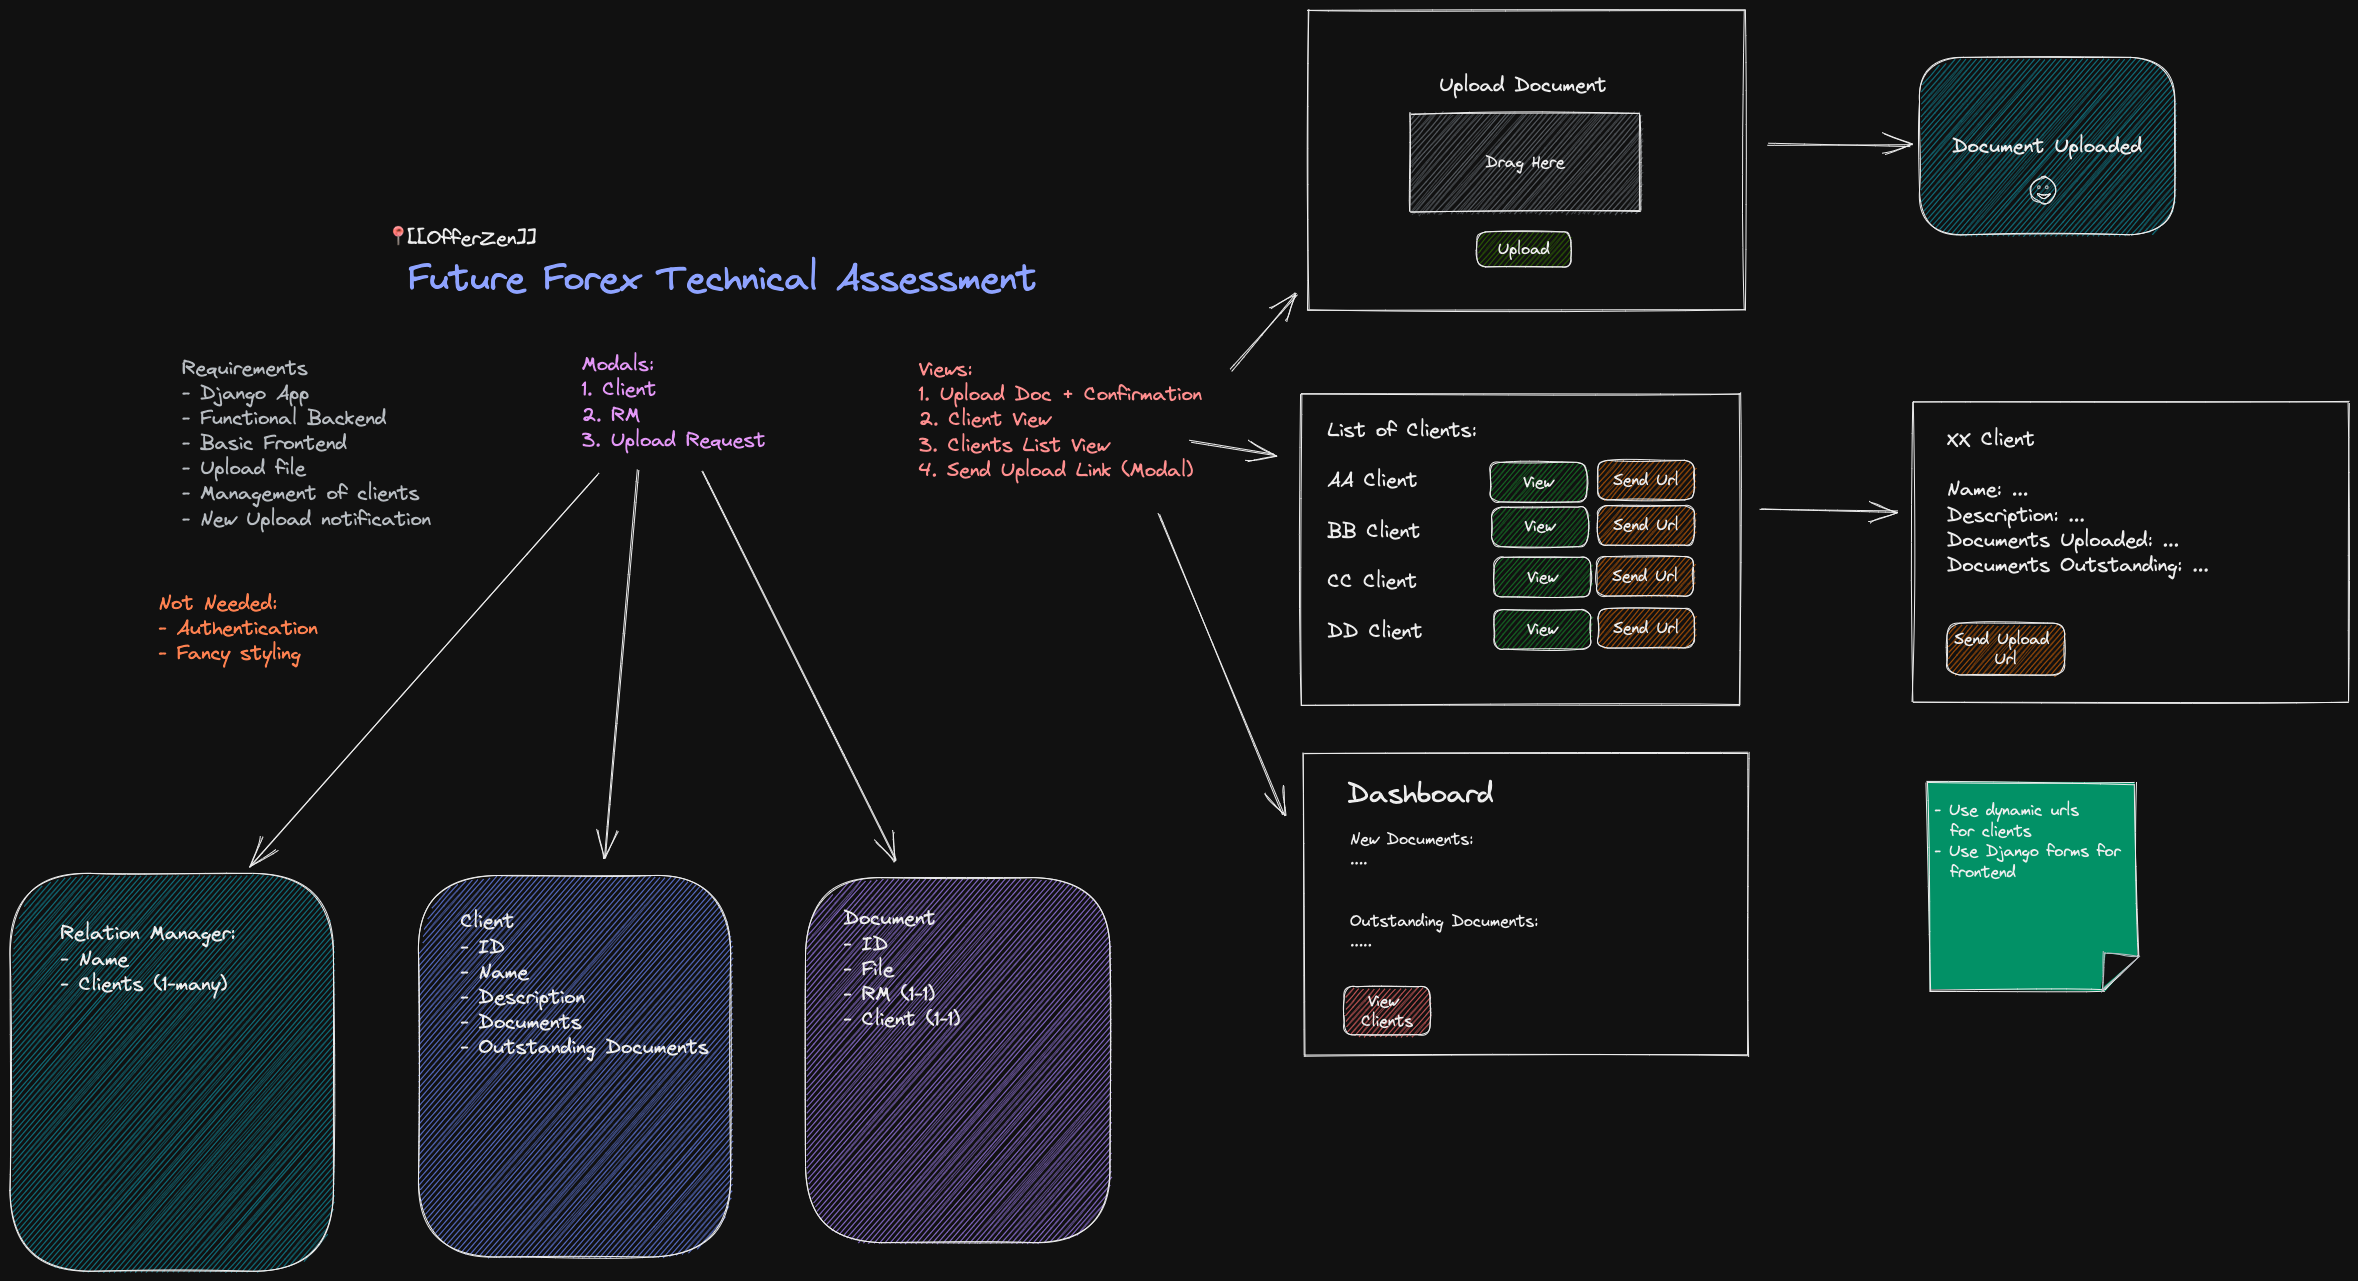 [[OfferZen]]
Future Forex Technical Assessment
Requirements
- Django App
- Functional Backend
- Basic Frontend
- Upload file
- Management of clients
- New Upload notification
Not Needed:
- Authentication
- Fancy styling
Modals:
1. Client
2. RM
3. Upload Request
Views:
1. Upload Doc + Confirmation
2. Client View
3. Clients List View
4. Send Upload Link (Modal)
Relation Manager:
- Name
- Clients (1-many)
Client
- ID
- Name
- Description
- Documents
- Outstanding Documents
Document
- ID
- File
- RM (1-1)
- Client (1-1)
Upload Document
Drag Here
Upload
Document Uploaded
List of Clients:
AA Client View Send Url
BB Client View Send Url
CC Client View Send Url
DD Client View Send Url
XX Client
Name: ...
Description: ...
Documents Uploaded: ...
Documents Outstanding: ...
Send Upload
Url
Dashboard
New Documents:
....
Outstanding Documents:
.....
View
Clients
- Use dynamic urls
for clients
- Use Django forms for
frontend